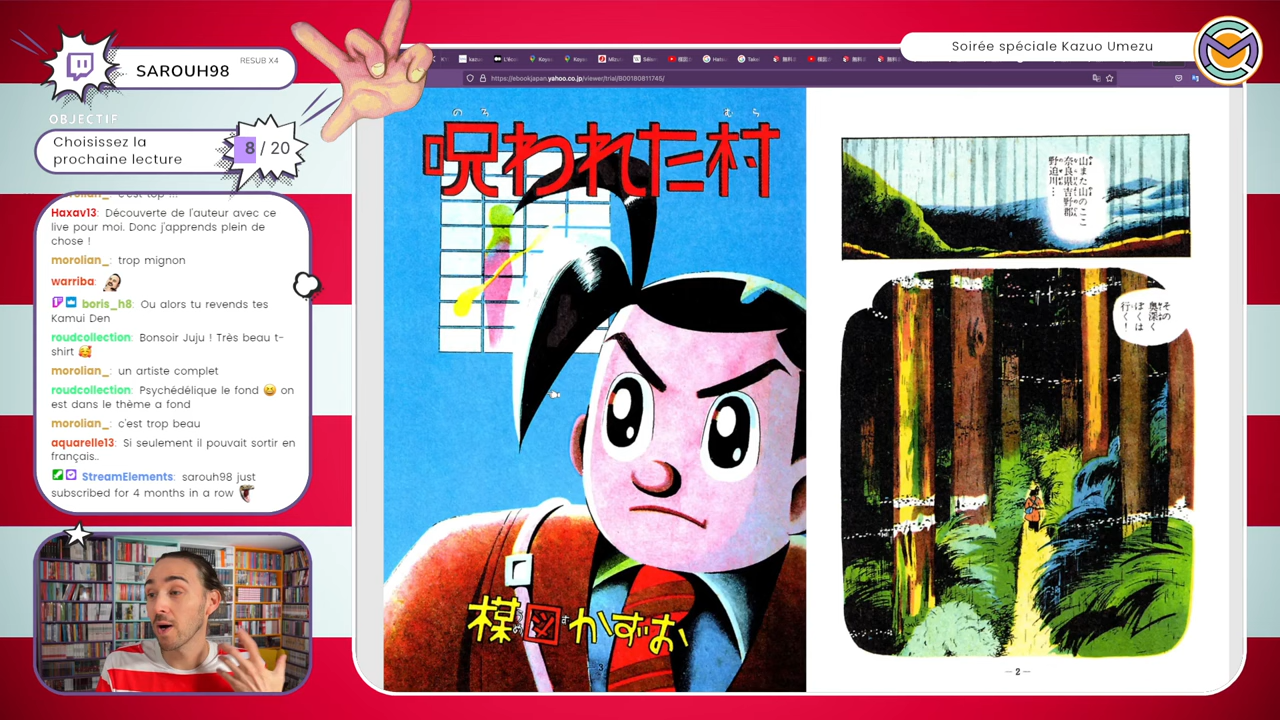 SAROUH98
RESUB X4
OBJECTIF
Choisissez la
prochaine lecture
8 / 20
Haxav13: Découverte de l'auteur avec ce
live pour moi. Donc j'apprends plein de
chose !
morolian_: trop mignon
warriba:
boris_h8: Ou alors tu revends tes
Kamui Den
roudcollection: Bonsoir Juju ! Très beau t-
shirt
morolian_: un artiste complet
roudcollection: Psychédélique le fond 😄 on
est dans le thème a fond
morolian_: c'est trop beau
aquarelle13: Si seulement il pouvait sortir en
français..
StreamElements: sarouh98 just
subscribed for 4 months in a row
Soirée spéciale Kazuo Umezu
https://ebookjapan.yahoo.co.jp/viewer/trial/B00180811745/
のろ
むら
呪われた村
楳図かずお
山また山のここ
奈良県吉野郡
野迫川…
その
奥深く
ぼくは
行く!
— 2 —